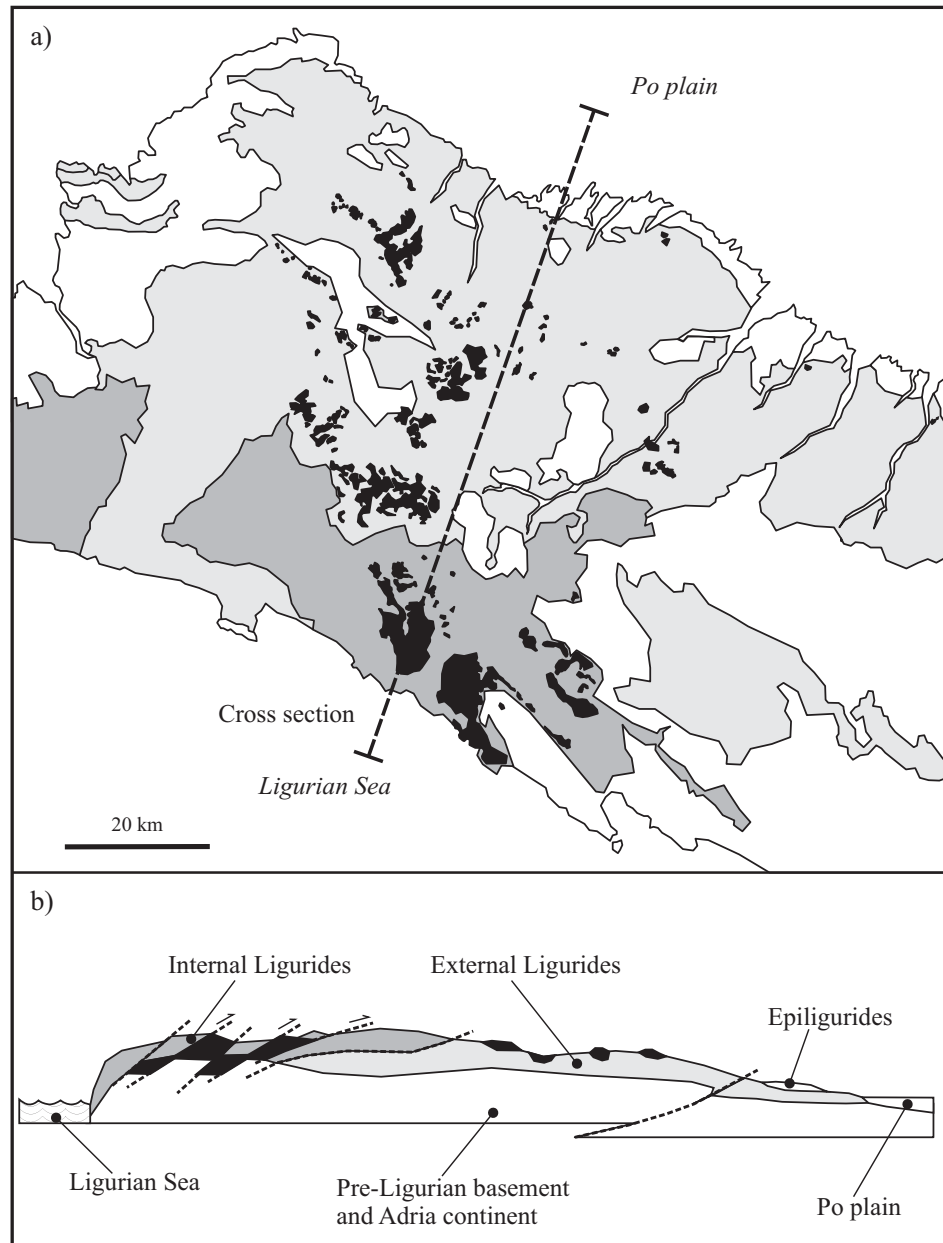 a)
Po plain
Cross section
Ligurian Sea
20 km
b)
Internal Ligurides
External Ligurides
Epiligurides
Ligurian Sea
Pre-Ligurian basement
and Adria continent
Po plain